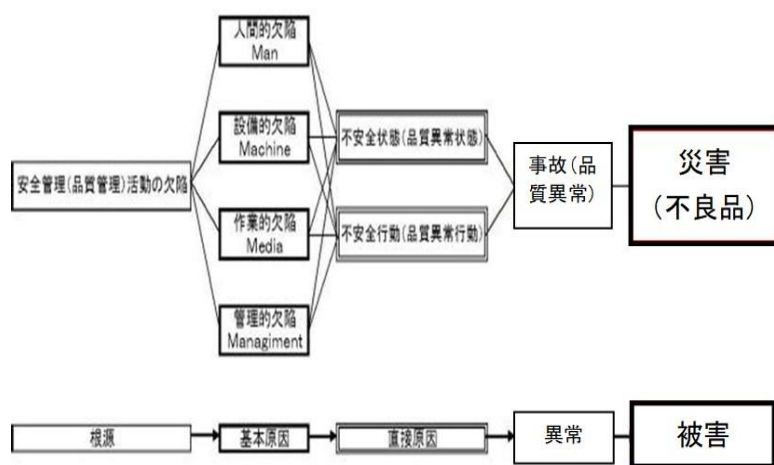 人間的欠陥
Man
設備的欠陥
Machine
安全管理(品質管理)活動の欠陥
作業的欠陥
Media
管理的欠陥
Managiment
不安全状態(品質異常状態)
不安全行動(品質異常行動)
事故(品
質異常)
災害
(不良品)
根源
基本原因
直接原因
異常
被害